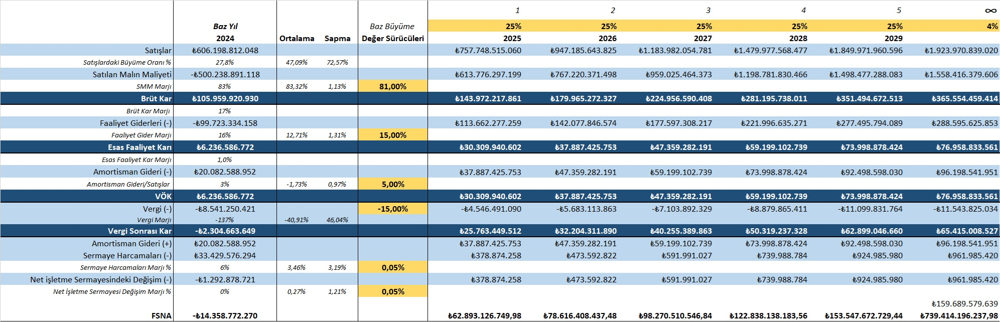 1 2 3 4 5 ∞
Baz Yıl Baz Büyüme 25% 25% 25% 25% 25% 4%
2024 Ortalama Sapma Değer Sürücüleri 2025 2026 2027 2028 2029
Satışlar ₺606.198.812.048 ₺757.748.515.060 ₺947.185.643.825 ₺1.183.982.054.781 ₺1.479.977.568.477 ₺1.849.971.960.596 ₺1.923.970.839.020
Satışlardaki Büyüme Oranı % 27,8% 47,09% 72,57%
Satılan Malın Maliyeti -₺500.238.891.118 ₺613.776.297.199 ₺767.220.371.498 ₺959.025.464.373 ₺1.198.781.830.466 ₺1.498.477.288.083 ₺1.558.416.379.606
SMM Marjı 83% 83,32% 1,13% 81,00%
Brüt Kar ₺105.959.920.930 ₺143.972.217.861 ₺179.965.272.327 ₺224.956.590.408 ₺281.195.738.011 ₺351.494.672.513 ₺365.554.459.414
Brüt Kar Marjı 17%
Faaliyet Giderleri (-) -₺99.723.334.158 ₺113.662.277.259 ₺142.077.846.574 ₺177.597.308.217 ₺221.996.635.271 ₺277.495.794.089 ₺288.595.625.853
Faaliyet Gider Marjı 16% 12,71% 1,31% 15,00%
Esas Faaliyet Karı ₺6.236.586.772 ₺30.309.940.602 ₺37.887.425.753 ₺47.359.282.191 ₺59.199.102.739 ₺73.998.878.424 ₺76.958.833.561
Esas Faaliyet Kar Marjı 1,0%
Amortisman Gideri (-) ₺20.082.588.952 ₺37.887.425.753 ₺47.359.282.191 ₺59.199.102.739 ₺73.998.878.424 ₺92.498.598.030 ₺96.198.541.951
Amortisman Gideri/Satışlar 3% -1,73% 0,97% 5,00%
VÖK ₺6.236.586.772 ₺30.309.940.602 ₺37.887.425.753 ₺47.359.282.191 ₺59.199.102.739 ₺73.998.878.424 ₺76.958.833.561
Vergi (-) -₺8.541.250.421 -15,00% -₺4.546.491.090 -₺5.683.113.863 -₺7.103.892.329 -₺8.879.865.411 -₺11.099.831.764 -₺11.543.825.034
Vergi Marjı -137% -40,91% 46,04%
Vergi Sonrası Kar -₺2.304.663.649 ₺25.763.449.512 ₺32.204.311.890 ₺40.255.389.863 ₺50.319.237.328 ₺62.899.046.660 ₺65.415.008.527
Amortisman Gideri (+) ₺20.082.588.952 ₺37.887.425.753 ₺47.359.282.191 ₺59.199.102.739 ₺73.998.878.424 ₺92.498.598.030 ₺96.198.541.951
Sermaye Harcamaları (-) ₺33.429.576.294 ₺378.874.258 ₺473.592.822 ₺591.991.027 ₺739.988.784 ₺924.985.980 ₺961.985.420
Sermaye Harcamaları Marjı % 6% 3,46% 3,19% 0,05%
Net işletme Sermayesindeki Değişim (-) -₺1.292.878.721 ₺378.874.258 ₺473.592.822 ₺591.991.027 ₺739.988.784 ₺924.985.980 ₺961.985.420
Net İşletme Sermayesi Değişim Marjı % 0% 0,27% 1,21% 0,05%
₺159.689.579.639
FSNA -₺14.358.772.270 ₺62.893.126.749,98 ₺78.616.408.437,48 ₺98.270.510.546,84 ₺122.838.138.183,56 ₺153.547.672.729,44 ₺739.414.196.237,98